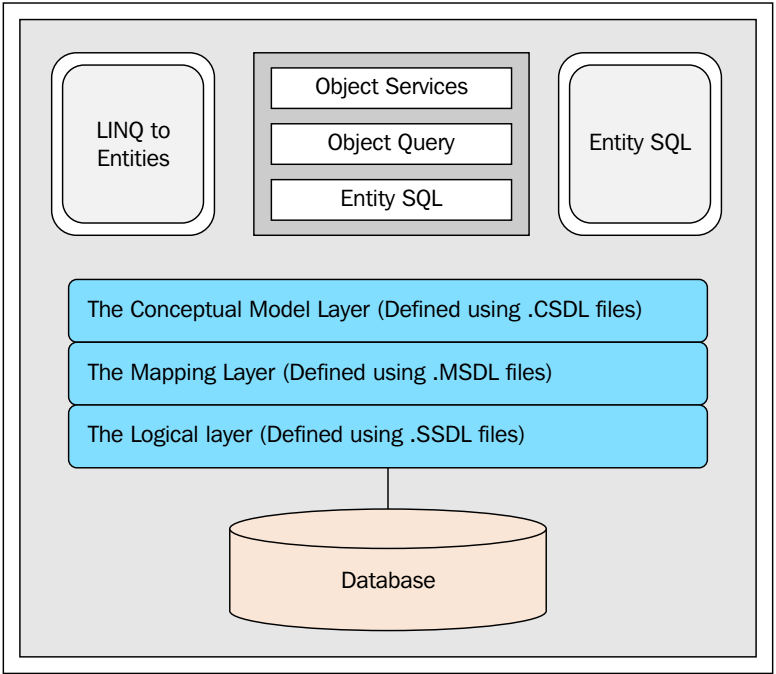 LINQ to
Entities
Object Services
Object Query
Entity SQL
Entity SQL
The Conceptual Model Layer (Defined using .CSDL files)
The Mapping Layer (Defined using .MSDL files)
The Logical layer (Defined using .SSDL files)
Database